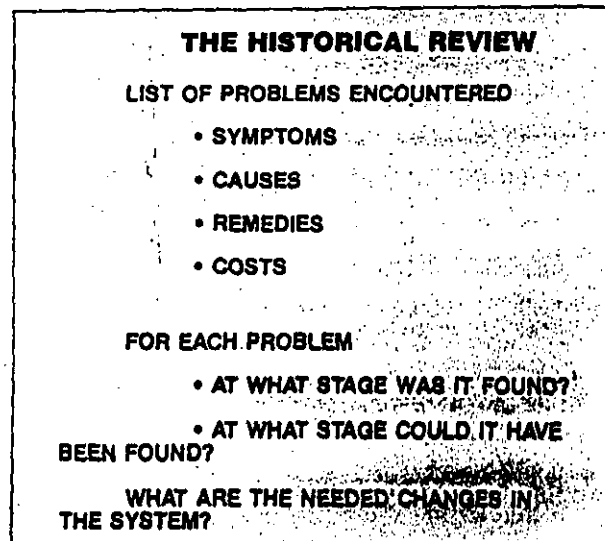 THE HISTORICAL REVIEW
LIST OF PROBLEMS ENCOUNTERED
• SYMPTOMS
• CAUSES
• REMEDIES
• COSTS
FOR EACH PROBLEM
• AT WHAT STAGE WAS IT FOUND?
• AT WHAT STAGE COULD IT HAVE
BEEN FOUND?
WHAT ARE THE NEEDED CHANGES IN
THE SYSTEM?